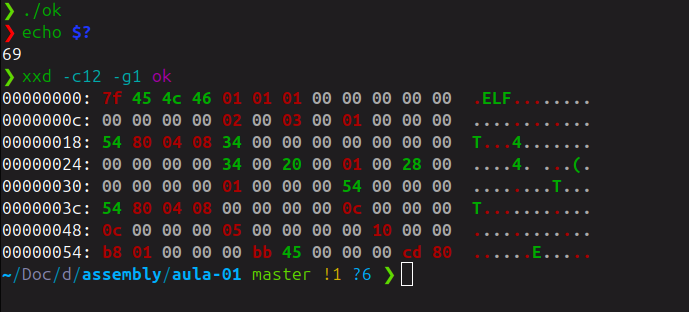 ❯ ./ok
❯ echo $?
69
❯ xxd -c12 -g1 ok
00000000: 7f 45 4c 46 01 01 01 00 00 00 00 00  .ELF........
0000000c: 00 00 00 00 02 00 03 00 01 00 00 00  ............
00000018: 54 80 04 08 34 00 00 00 00 00 00 00  T...4.......
00000024: 00 00 00 00 34 00 20 00 01 00 28 00  ....4. ...(.
00000030: 00 00 00 00 01 00 00 00 54 00 00 00  ........T...
0000003c: 54 80 04 08 00 00 00 00 0c 00 00 00  T...........
00000048: 0c 00 00 00 05 00 00 00 00 10 00 00  ............
00000054: b8 01 00 00 00 bb 45 00 00 00 cd 80  ......E.....
~/Doc/d/assembly/aula-01 master !1 ?6 ❯